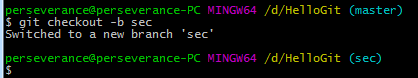 perseverance@perseverance-PC MINGW64 /d/HelloGit (master)
$ git checkout -b sec
Switched to a new branch 'sec'
perseverance@perseverance-PC MINGW64 /d/HelloGit (sec)
$